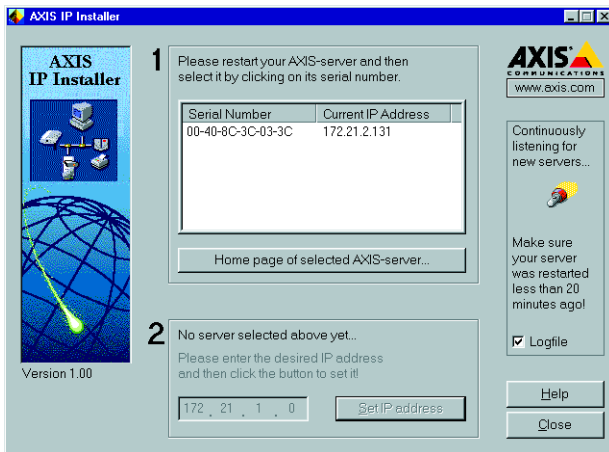 AXIS IP Installer
AXIS
IP Installer
Version 1.00
1
Please restart your AXIS-server and then
select it by clicking on its serial number.
Serial Number Current IP Address
00-40-8C-3C-03-3C 172.21.2.131
Home page of selected AXIS-server...
2
No server selected above yet...
Please enter the desired IP address
and then click the button to set it!
172 . 21 . 1 . 0
Set IP address
AXIS
COMMUNICATIONS
www.axis.com
Continuously
listening for
new servers...
Make sure
your server
was restarted
less than 20
minutes ago!
Logfile
Help
Close